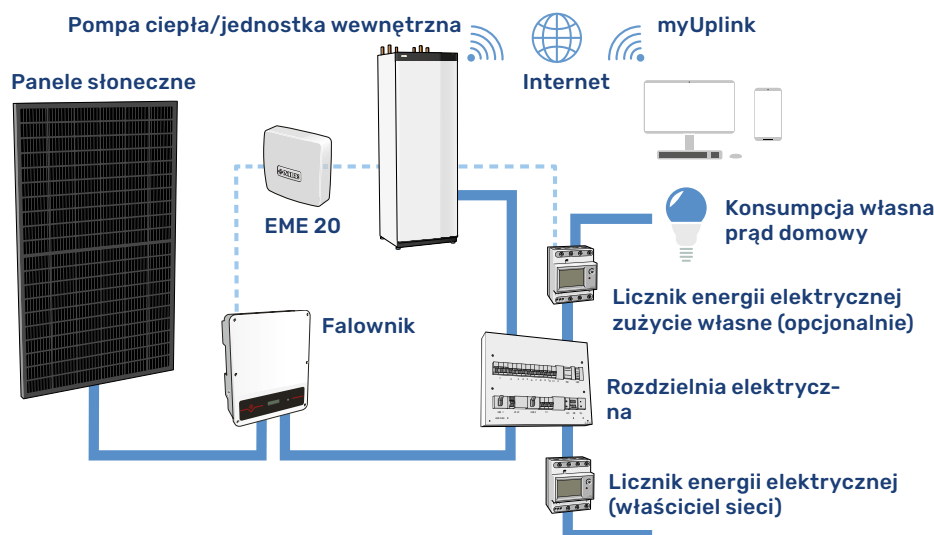 Pompa ciepła/jednostka wewnętrzna
myUplink
Panele słoneczne
Internet
EME 20
Konsumpcja własna
prąd domowy
Licznik energii elektrycznej
zużycie własne (opcjonalnie)
Falownik
Rozdzielnia elektrycz-
na
Licznik energii elektrycznej
(właściciel sieci)